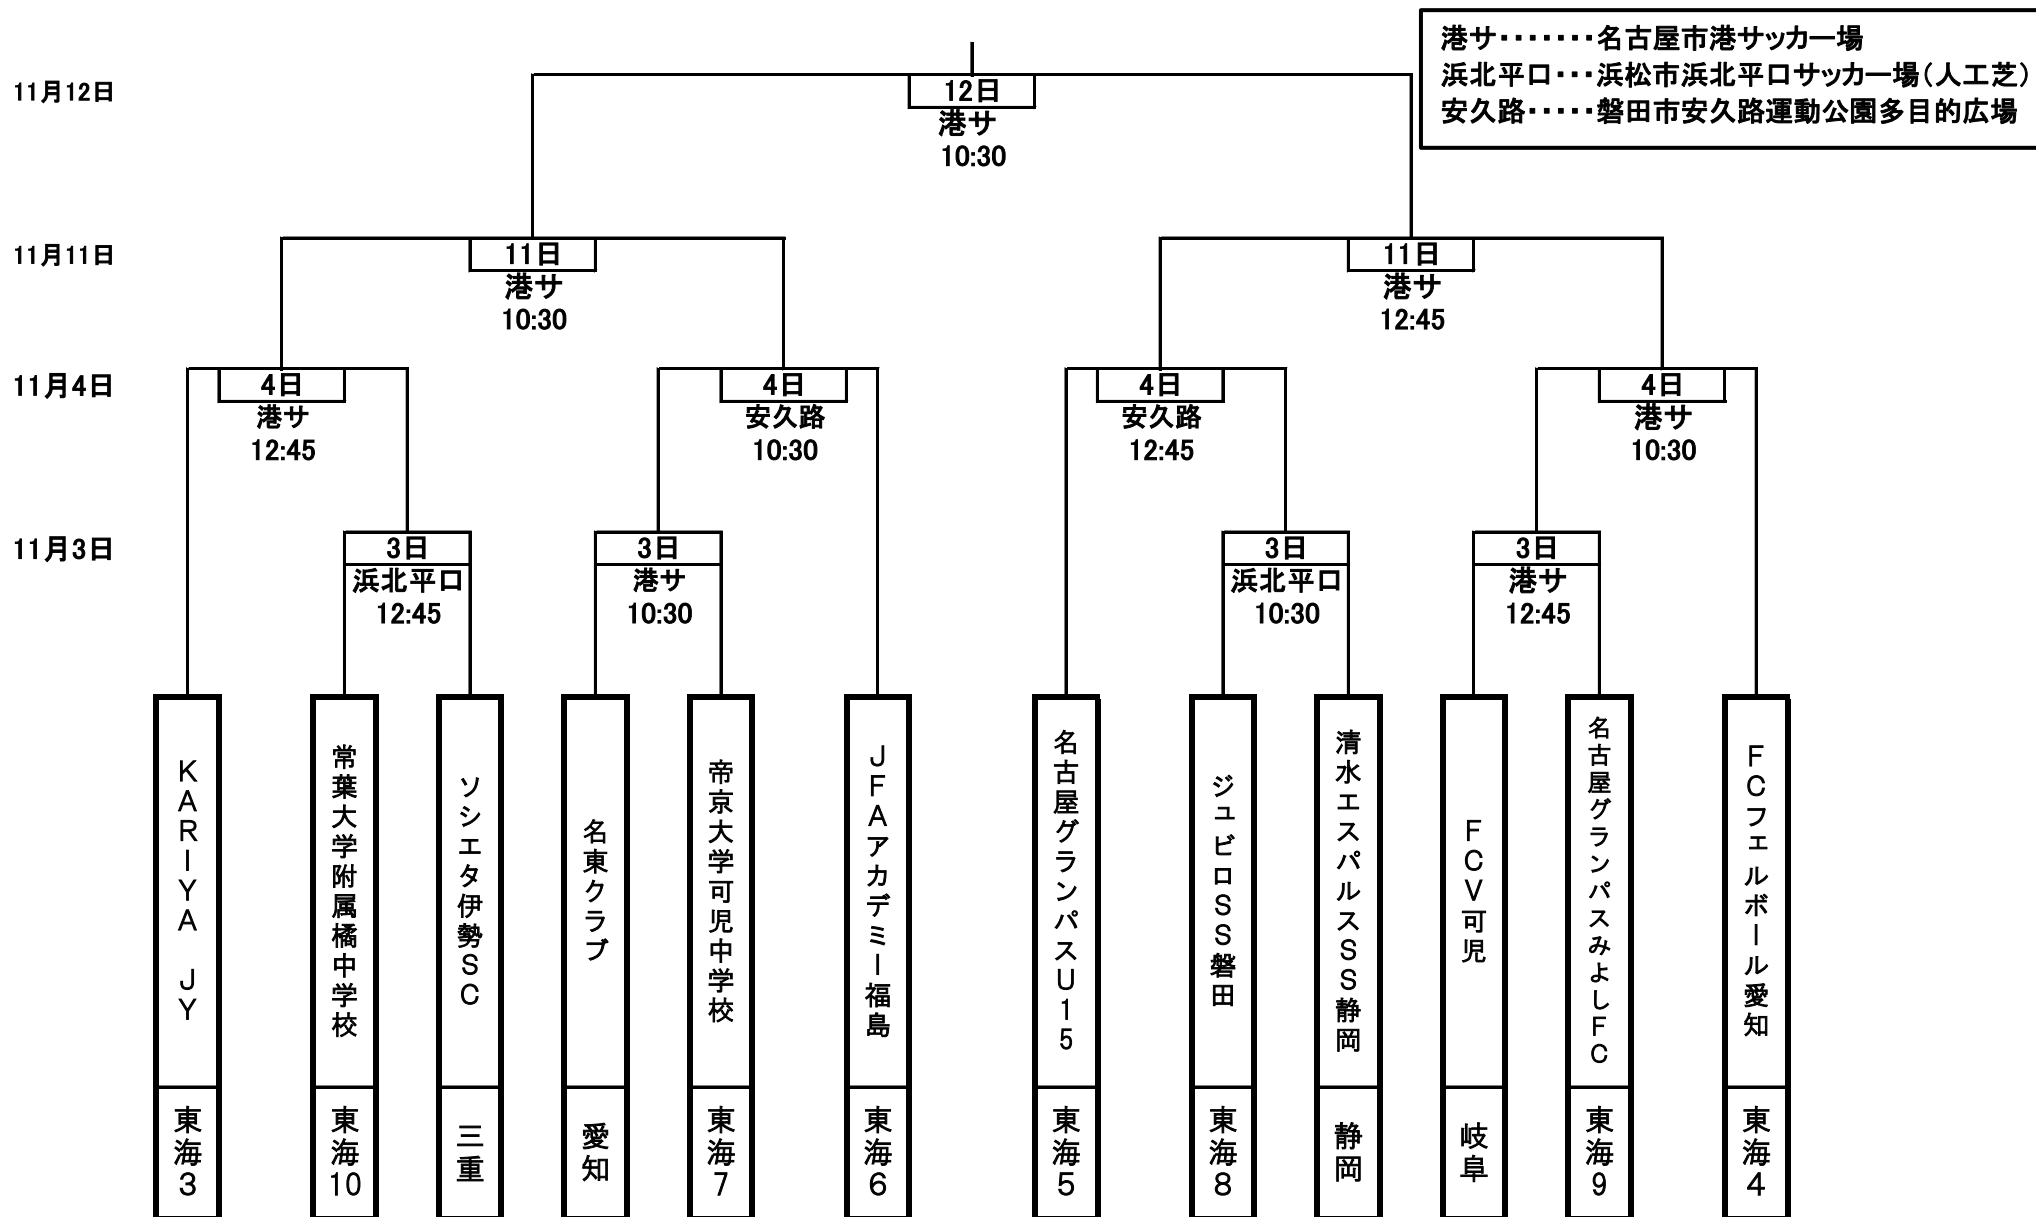 港サ・・・・・・・名古屋市港サッカー場
浜北平口・・・浜松市浜北平口サッカー場(人工芝)
安久路・・・・・磐田市安久路運動公園多目的広場
11月12日
12日
港サ
10:30
11月11日
11日
港サ
10:30
11日
港サ
12:45
11月4日
4日
港サ
12:45
4日
安久路
10:30
4日
安久路
12:45
4日
港サ
10:30
11月3日
3日
浜北平口
12:45
3日
港サ
10:30
3日
浜北平口
10:30
3日
港サ
12:45
KARIYA JY
常葉大学附属橘中学校
ソシエタ伊勢SC
名東クラブ
帝京大学可児中学校
JFAアカデミー福島
名古屋グランパスU15
ジュビロSS磐田
清水エスパルスSS静岡
FCV可児
名古屋グランパスみよしFC
FCフェルボール愛知
東海3
東海10
三重
愛知
東海7
東海6
東海5
東海8
静岡
岐阜
東海9
東海4